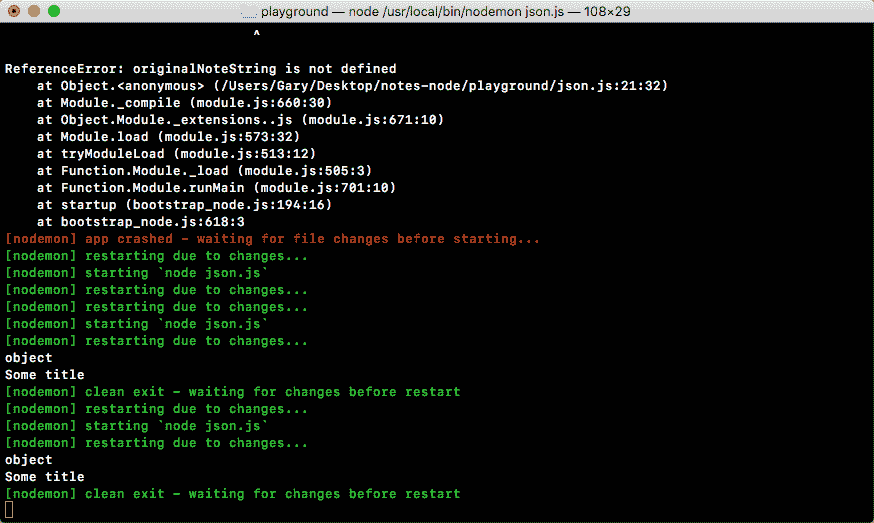 playground — node /usr/local/bin/nodemon json.js — 108×29
^
ReferenceError: originalNoteString is not defined
    at Object.<anonymous> (/Users/Gary/Desktop/notes-node/playground/json.js:21:32)
    at Module._compile (module.js:660:30)
    at Object.Module._extensions..js (module.js:671:10)
    at Module.load (module.js:573:32)
    at tryModuleLoad (module.js:513:12)
    at Function.Module._load (module.js:505:3)
    at Function.Module.runMain (module.js:701:10)
    at startup (bootstrap_node.js:194:16)
    at bootstrap_node.js:618:3
[nodemon] app crashed - waiting for file changes before starting...
[nodemon] restarting due to changes...
[nodemon] starting `node json.js`
[nodemon] restarting due to changes...
[nodemon] restarting due to changes...
[nodemon] starting `node json.js`
[nodemon] restarting due to changes...
object
Some title
[nodemon] clean exit - waiting for changes before restart
[nodemon] restarting due to changes...
[nodemon] starting `node json.js`
[nodemon] restarting due to changes...
object
Some title
[nodemon] clean exit - waiting for changes before restart